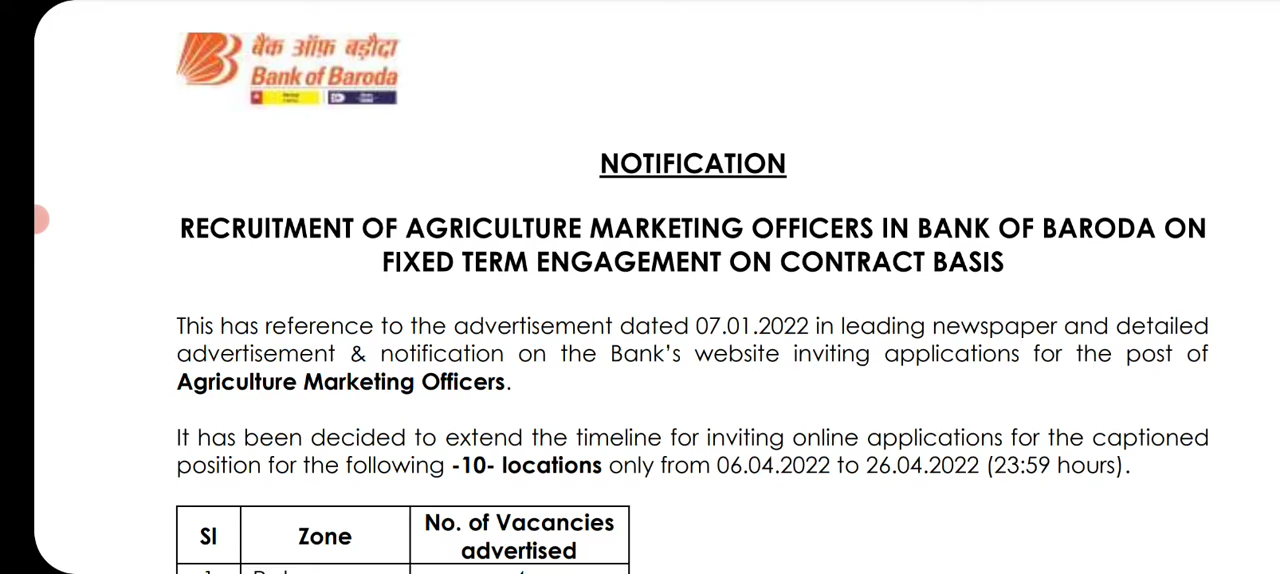 बैंक ऑफ़ बड़ौदा
Bank of Baroda
NOTIFICATION
RECRUITMENT OF AGRICULTURE MARKETING OFFICERS IN BANK OF BARODA ON
FIXED TERM ENGAGEMENT ON CONTRACT BASIS
This has reference to the advertisement dated 07.01.2022 in leading newspaper and detailed
advertisement & notification on the Bank's website inviting applications for the post of
Agriculture Marketing Officers.
It has been decided to extend the timeline for inviting online applications for the captioned
position for the following -10- locations only from 06.04.2022 to 26.04.2022 (23:59 hours).
Sl Zone No. of Vacancies
advertised